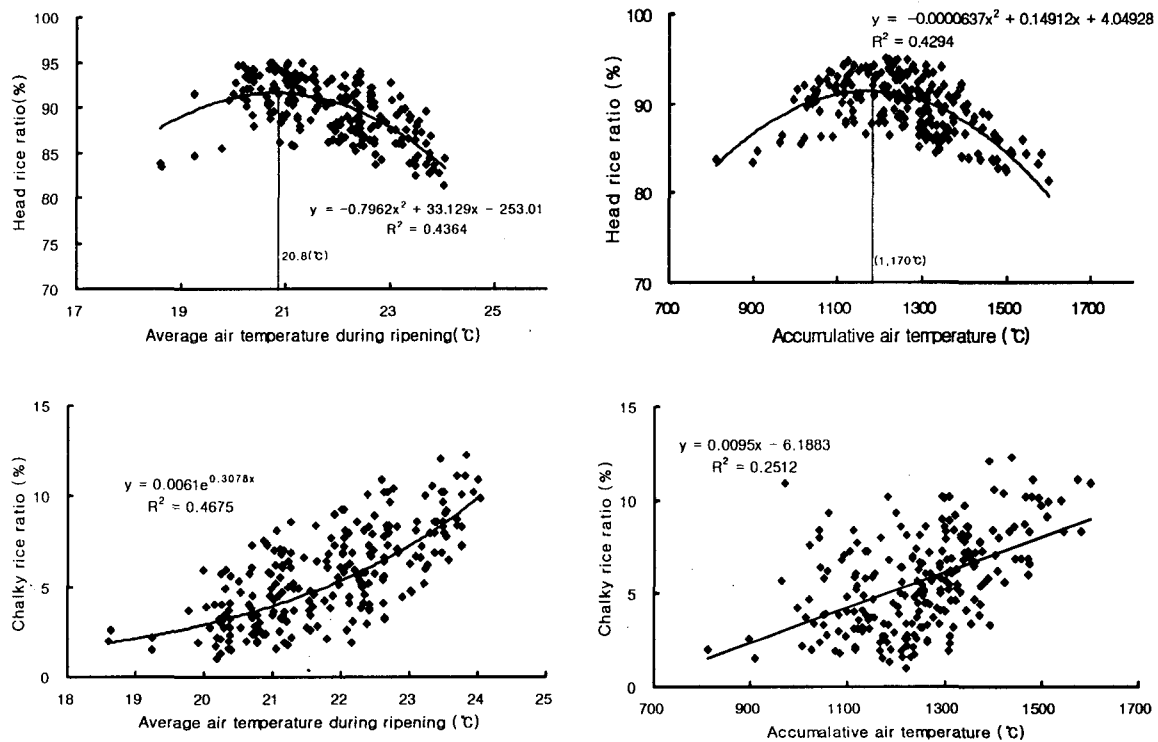 100
95
90
85
80
75
70
Head rice ratio(%)
y = -0.7962x² + 33.129x - 253.01
R² = 0.4364
20.8(℃)
17 19 21 23 25
Average air temperature during ripening(℃)
y = -0.0000637x² + 0.14912x + 4.04928
R² = 0.4294
100
90
80
70
Head rice ratio (%)
(1,170℃)
700 900 1100 1300 1500 1700
Accumulative air temperature (℃)
15
10
5
0
Chalky rice ratio (%)
y = 0.0061e^0.3078x
R² = 0.4675
18 19 20 21 22 23 24 25
Average air temperature during ripening (℃)
15
10
5
0
Chalky rice ratio (%)
y = 0.0095x - 6.1883
R² = 0.2512
700 900 1100 1300 1500 1700
Accumulative air temperature (℃)